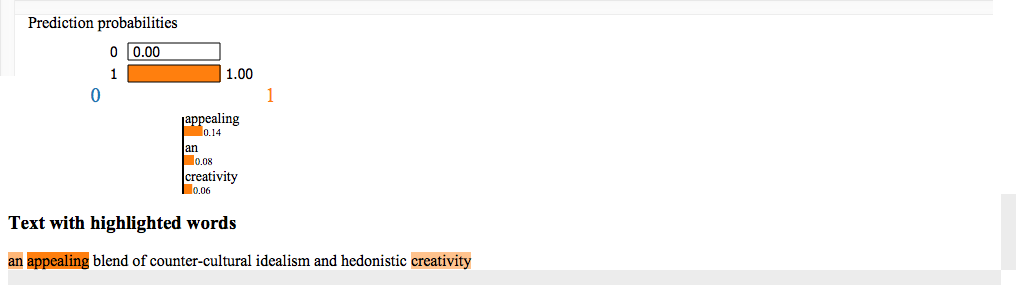 Prediction probabilities
0 0.00
1 1.00
0 1
appealing
0.14
an
0.08
creativity
0.06
Text with highlighted words
an appealing blend of counter-cultural idealism and hedonistic creativity